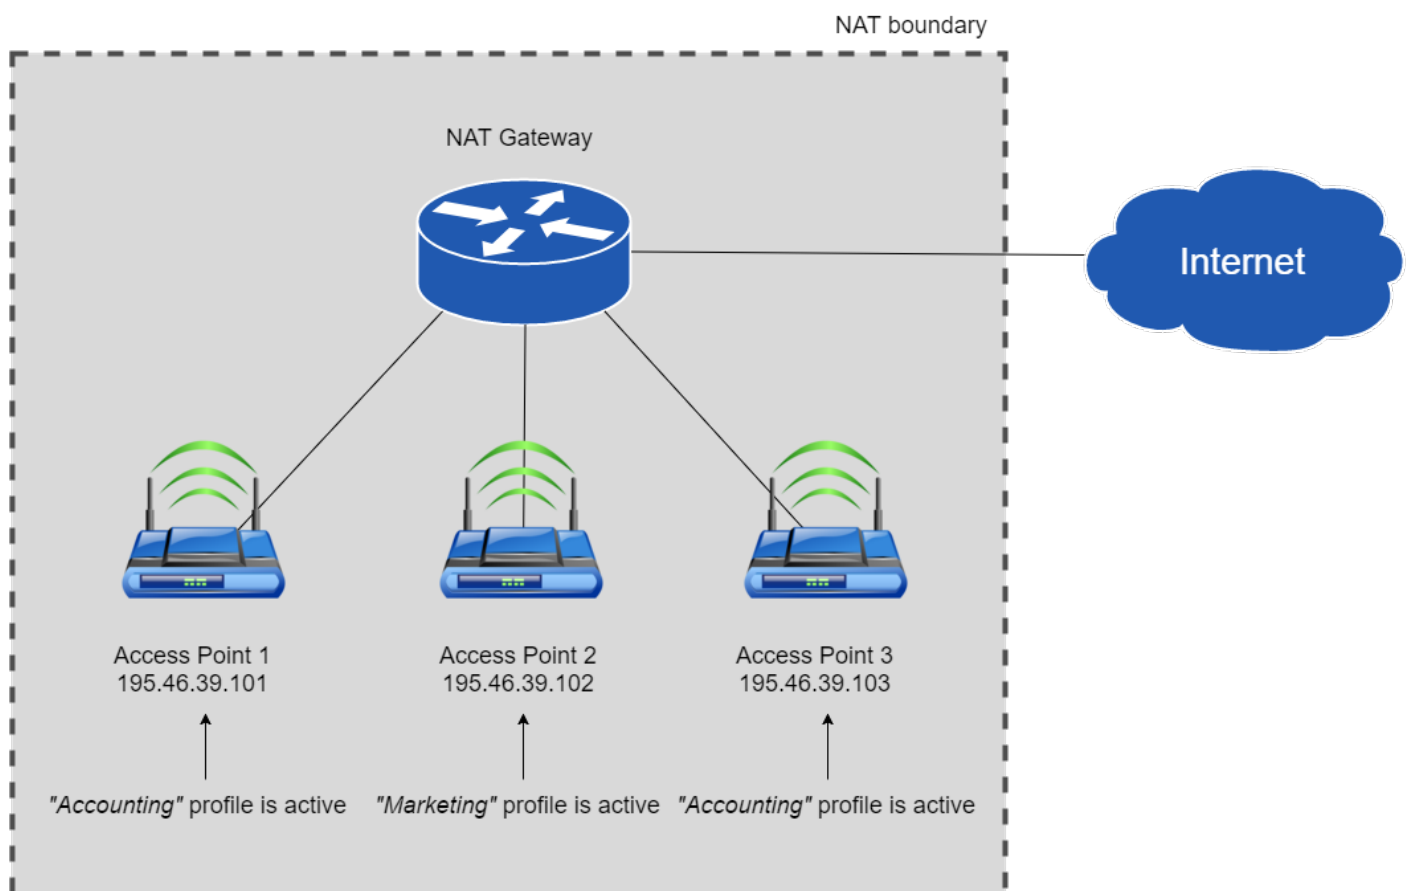 NAT boundary
NAT Gateway
Internet
Access Point 1
195.46.39.101
Access Point 2
195.46.39.102
Access Point 3
195.46.39.103
"Accounting" profile is active
"Marketing" profile is active
"Accounting" profile is active